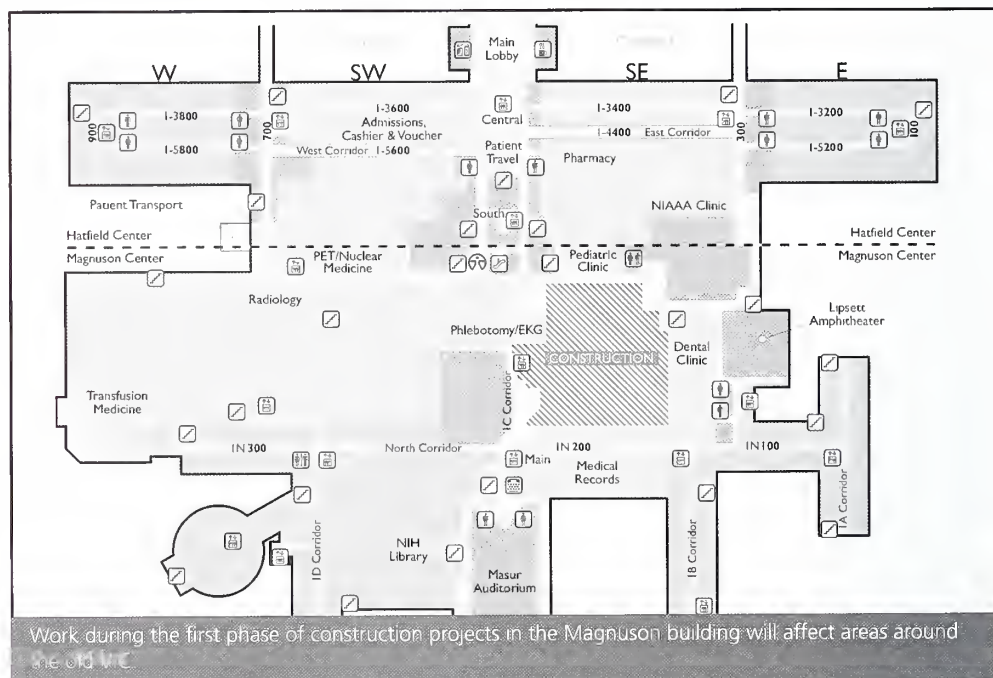 Main
Lobby
W
SW
SE
E
1-3800
1-5800
900
700
1-3600
Admissions,
Cashier & Voucher
West Corridor 1-5600
Central
Patient
Travel
1-3400
1-4400 East Corridor
Pharmacy
300
1-3200
1-5200
100
Patient Transport
South
NIAAA Clinic
Hatfield Center
Hatfield Center
Magnuson Center
Magnuson Center
PET/Nuclear
Medicine
Pediatric
Clinic
Radiology
Lipsett
Amphitheater
Phlebotomy/EKG
CONSTRUCTION
Dental
Clinic
Transfusion
Medicine
1C Corridor
1N 300
North Corridor
1N 200
1N 100
Main
Medical
Records
1A Corridor
1D Corridor
NIH
Library
Masur
Auditorium
1B Corridor
Work during the first phase of construction projects in the Magnuson building will affect areas around
the old